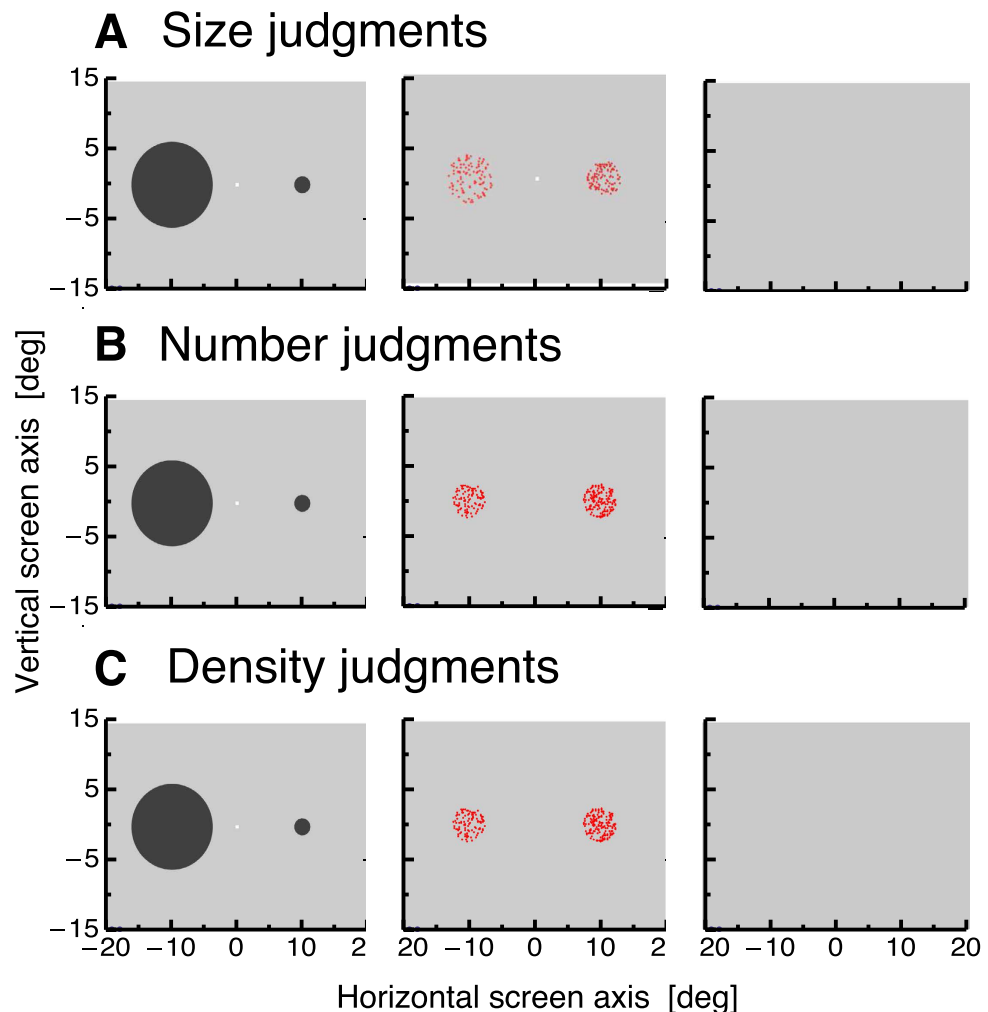 A Size judgments
15
5
−5
−15
B Number judgments
15
5
−5
−15
C Density judgments
15
5
−5
−15
−20 −10 0 10 2
−10 0 10 2
20 −10 0 10 20
Vertical screen axis [deg]
Horizontal screen axis [deg]